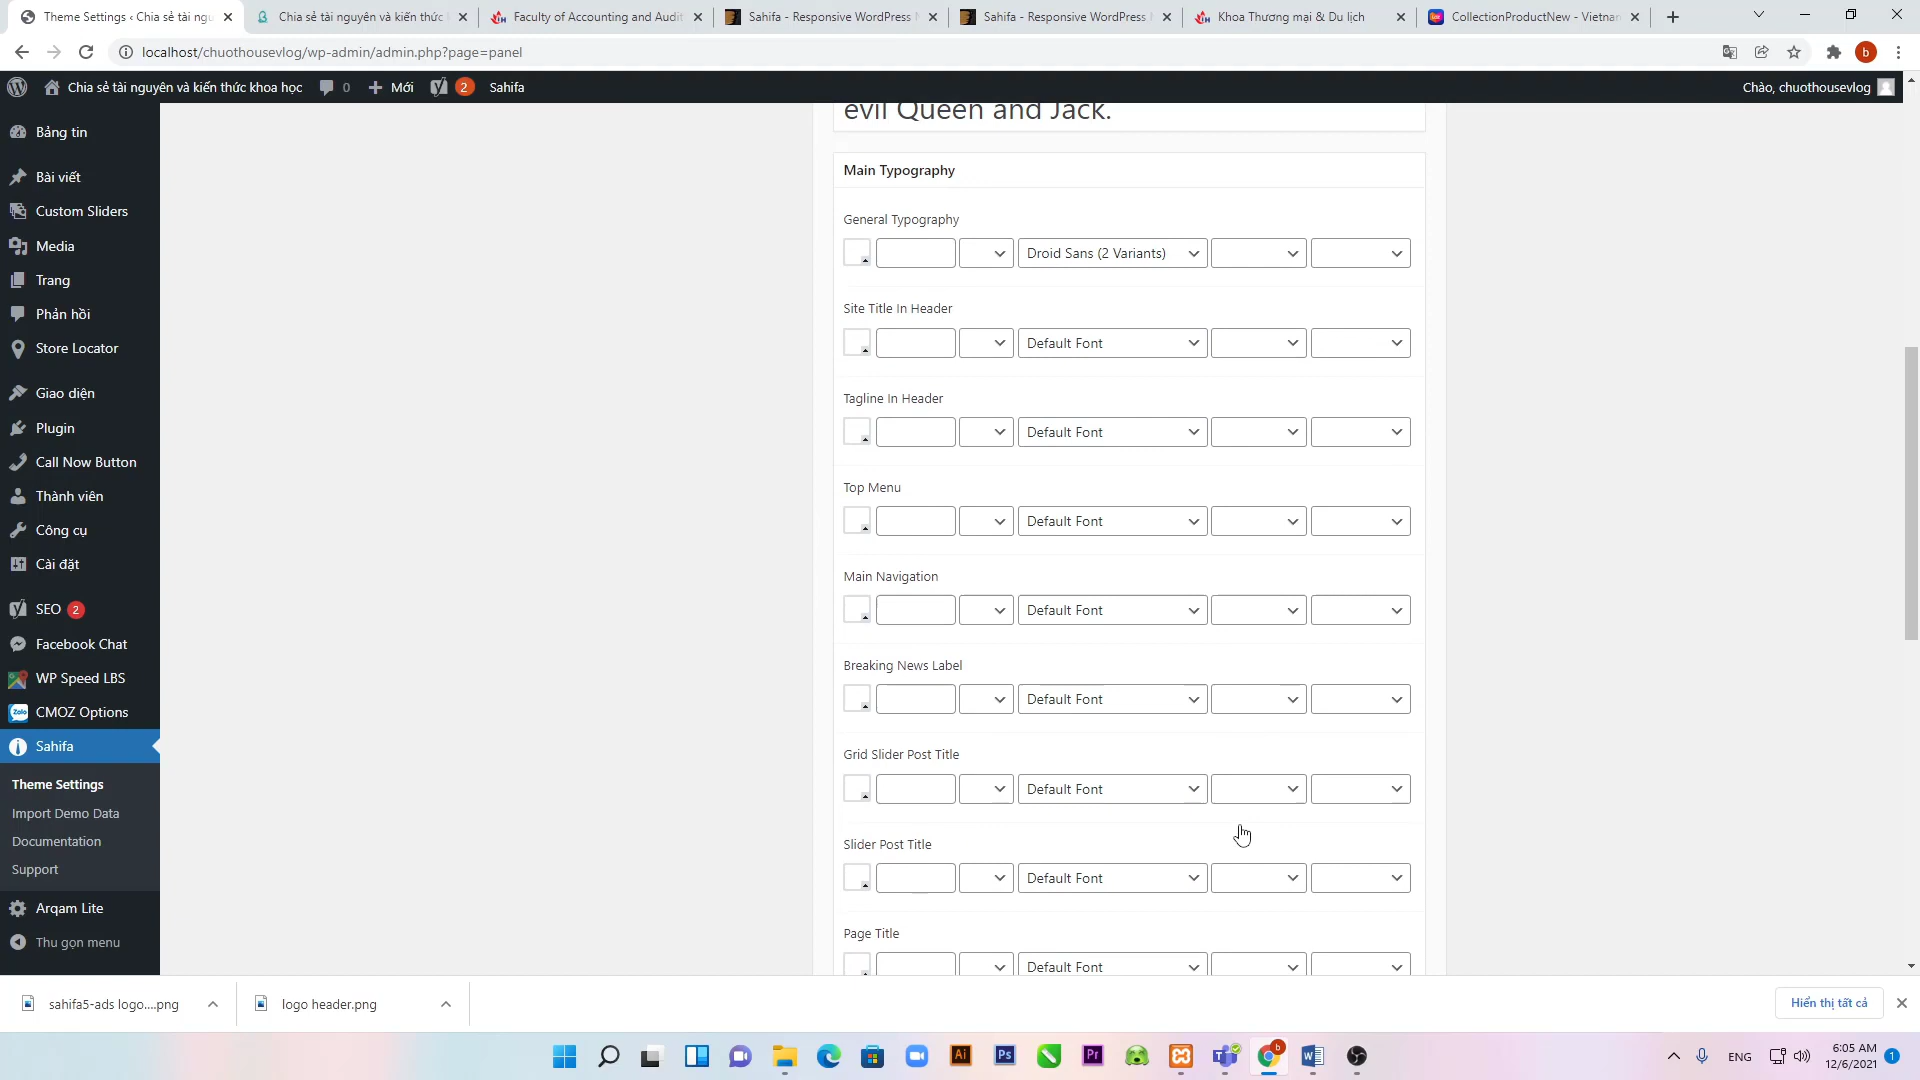 Theme Settings ‹ Chia sẻ tài ngu
Chia sẻ tài nguyên và kiến thức
Faculty of Accounting and Audit
Sahifa - Responsive WordPress
Sahifa - Responsive WordPress
Khoa Thương mại & Du lịch
CollectionProductNew - Vietnan
localhost/chuothousevlog/wp-admin/admin.php?page=panel
b
Chia sẻ tài nguyên và kiến thức khoa học
0
Mới
2
Sahifa
Chào, chuothousevlog
Bảng tin
Bài viết
Custom Sliders
Media
Trang
Phản hồi
Store Locator
Giao diện
Plugin
Call Now Button
Thành viên
Công cụ
Cài đặt
SEO 2
Facebook Chat
WP Speed LBS
Zalo CMOZ Options
Sahifa
Theme Settings
Import Demo Data
Documentation
Support
Arqam Lite
Thu gọn menu
evil Queen and Jack.
Main Typography
General Typography
Droid Sans (2 Variants)
Site Title In Header
Default Font
Tagline In Header
Default Font
Top Menu
Default Font
Main Navigation
Default Font
Breaking News Label
Default Font
Grid Slider Post Title
Default Font
Slider Post Title
Default Font
Page Title
Default Font
sahifa5-ads logo....png
logo header.png
Hiển thị tất cả
Ai
Ps
Pr
b
ENG
6:05 AM
12/6/2021
1